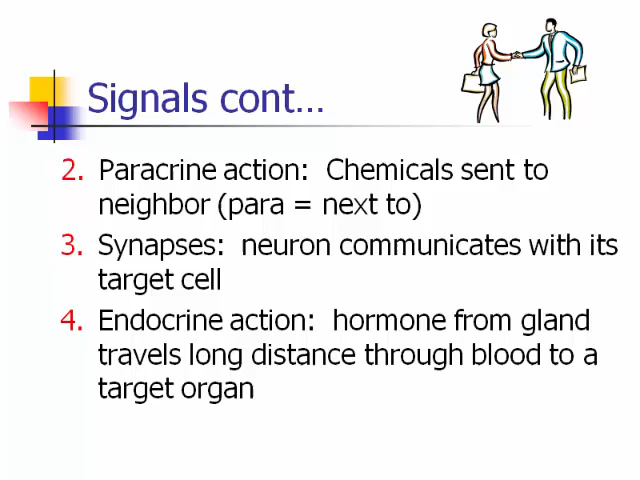 Signals cont...
2. Paracrine action: Chemicals sent to
neighbor (para = next to)
3. Synapses: neuron communicates with its
target cell
4. Endocrine action: hormone from gland
travels long distance through blood to a
target organ